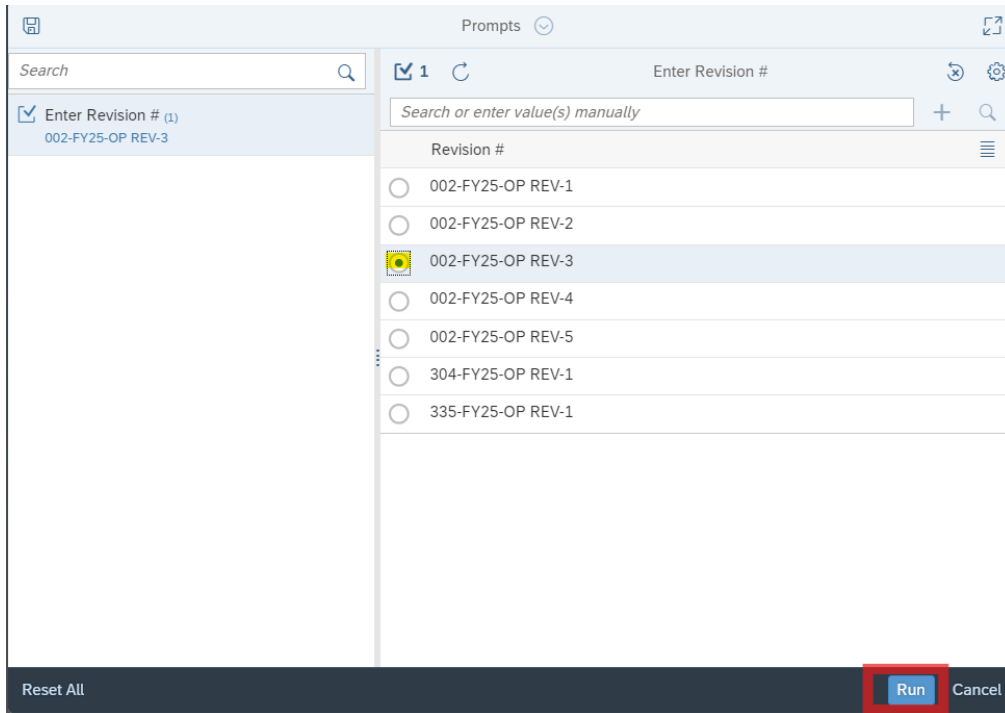 Prompts
Search
Enter Revision # (1)
002-FY25-OP REV-3
1
Enter Revision #
Search or enter value(s) manually
Revision #
002-FY25-OP REV-1
002-FY25-OP REV-2
002-FY25-OP REV-3
002-FY25-OP REV-4
002-FY25-OP REV-5
304-FY25-OP REV-1
335-FY25-OP REV-1
Reset All
Run
Cancel